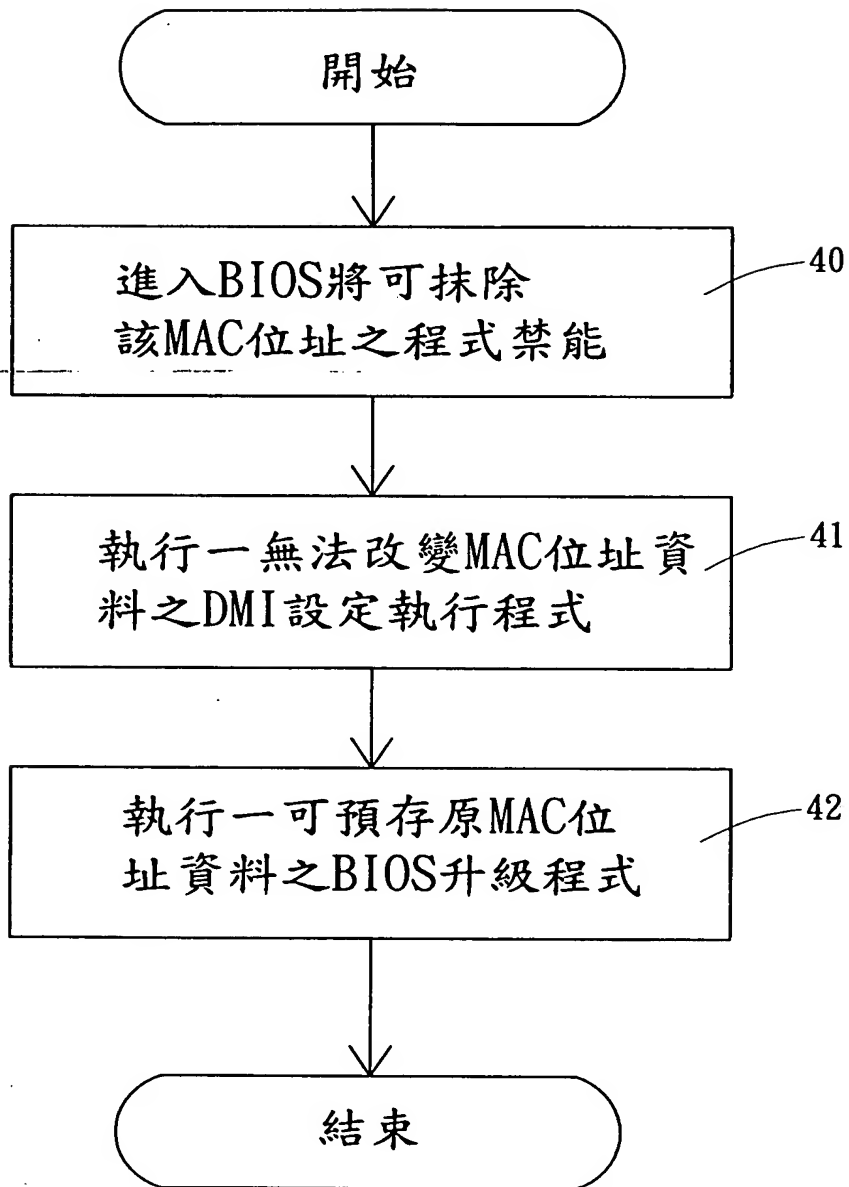 開始
進入BIOS將可抹除
該MAC位址之程式禁能
40
執行一無法改變MAC位址資
料之DMI設定執行程式
41
執行一可預存原MAC位
址資料之BIOS升級程式
42
結束